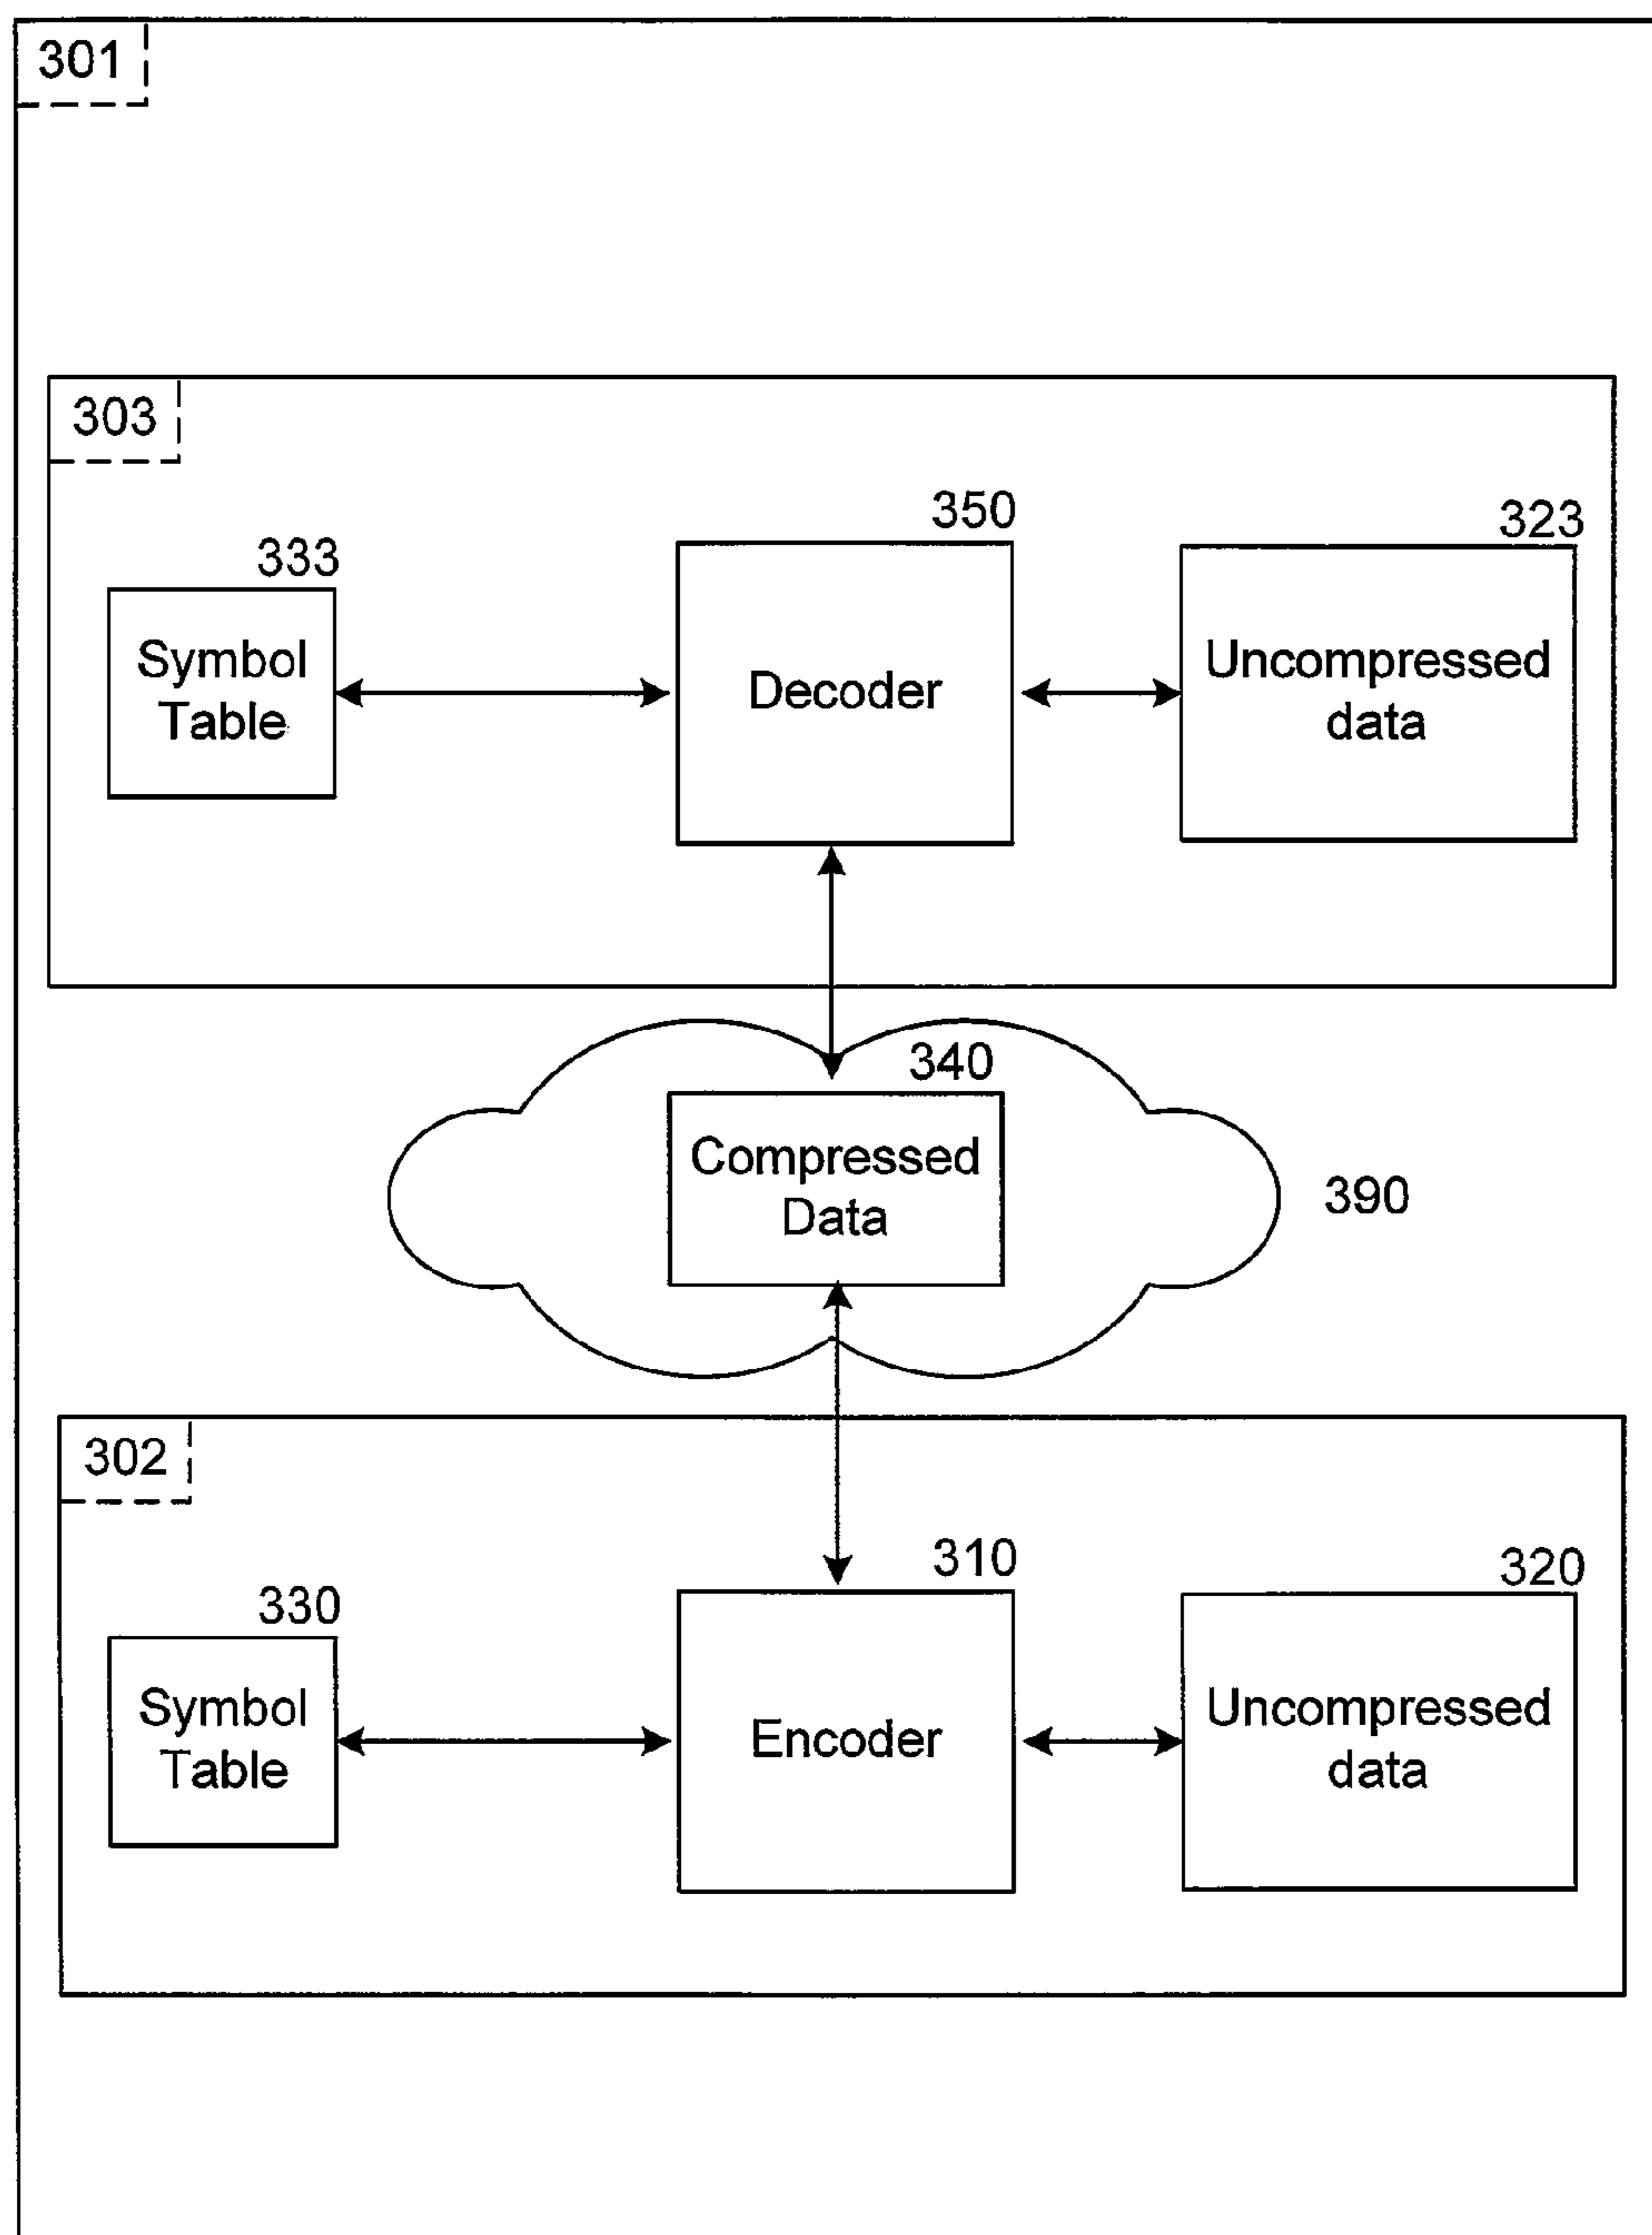 301
303
350
323
333
Symbol
Table
Decoder
Uncompressed
data
340
Compressed
Data
390
302
310
320
330
Symbol
Table
Encoder
Uncompressed
data